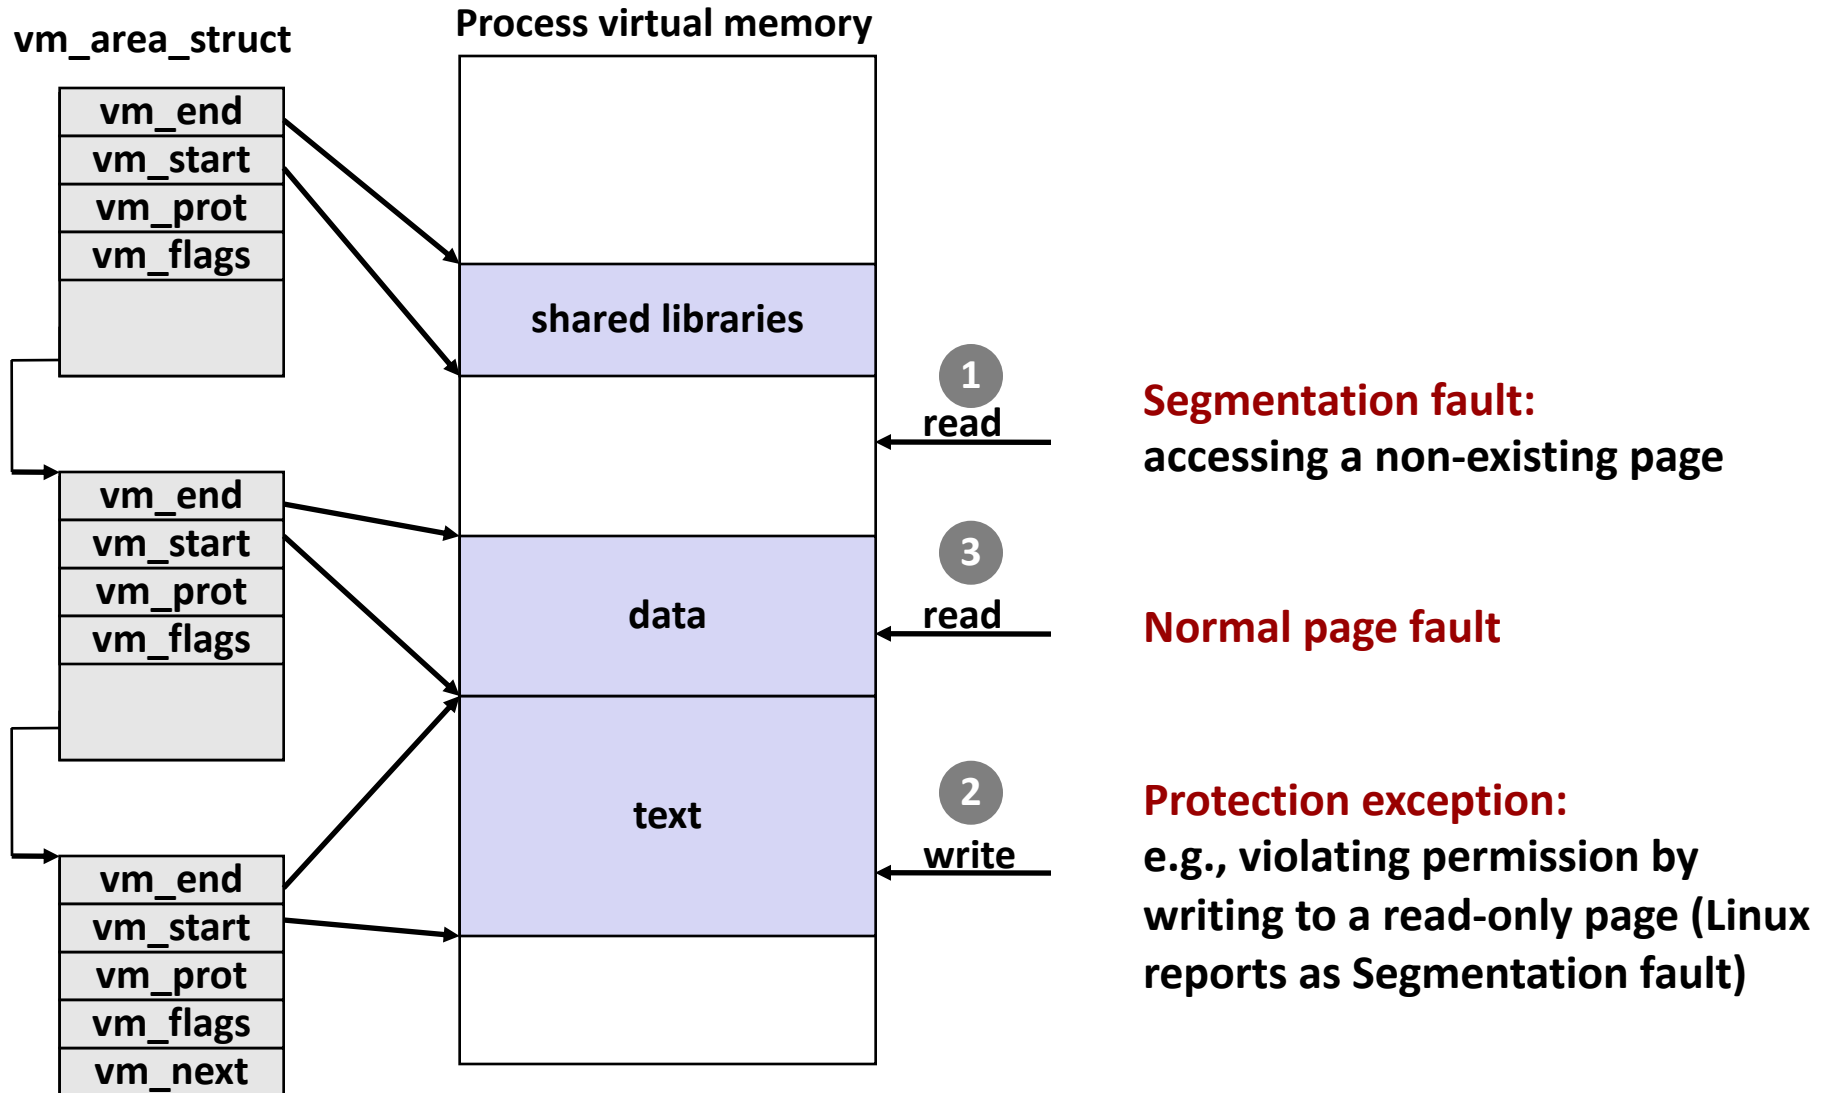 Process virtual memory
vm_area_struct
vm_end
vm_start
vm_prot
vm_flags
shared libraries
1
read
Segmentation fault:
accessing a non-existing page
vm_end
vm_start
vm_prot
vm_flags
data
3
read
Normal page fault
text
2
write
Protection exception:
e.g., violating permission by
writing to a read-only page (Linux
reports as Segmentation fault)
vm_end
vm_start
vm_prot
vm_flags
vm_next